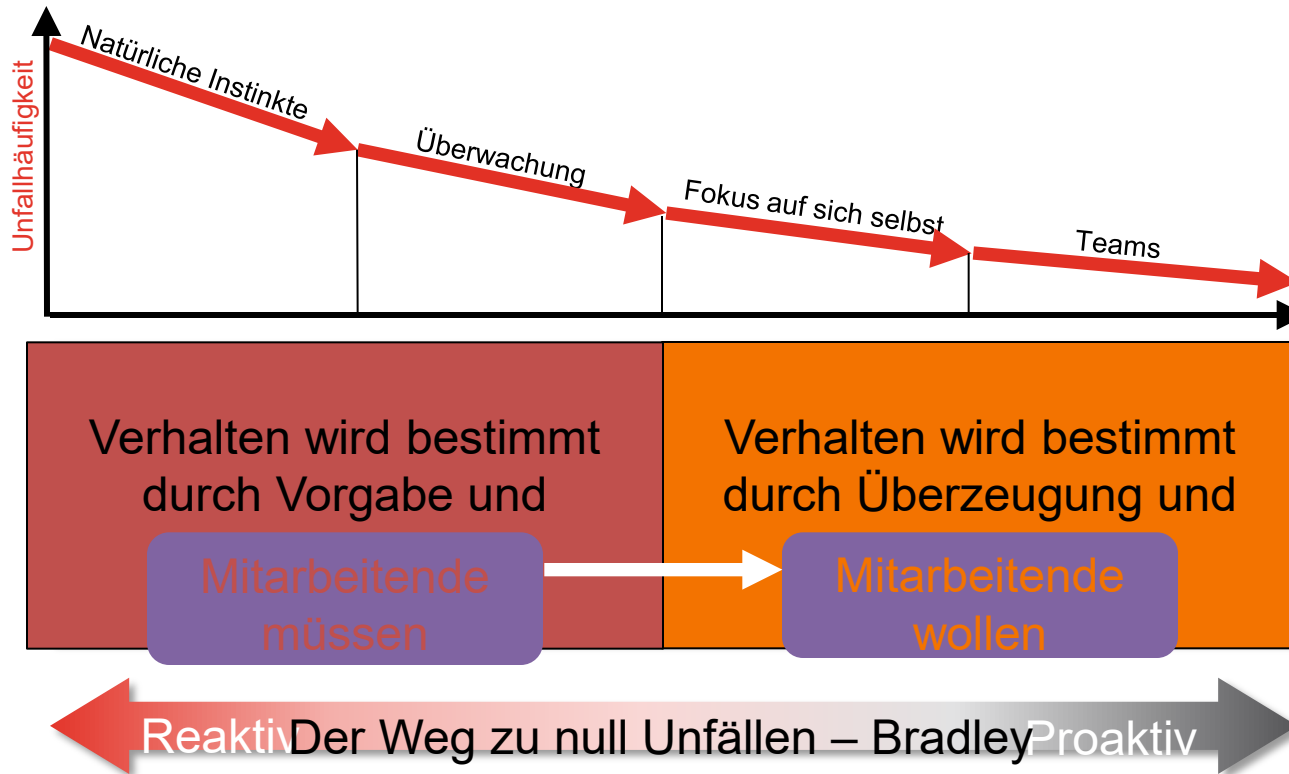 Unfallhäufigkeit
Natürliche Instinkte
Überwachung
Fokus auf sich selbst
Teams
Verhalten wird bestimmt
durch Vorgabe und
Mitarbeitende
müssen
Verhalten wird bestimmt
durch Überzeugung und
Mitarbeitende
wollen
Reaktiv
Der Weg zu null Unfällen – Bradley
Proaktiv